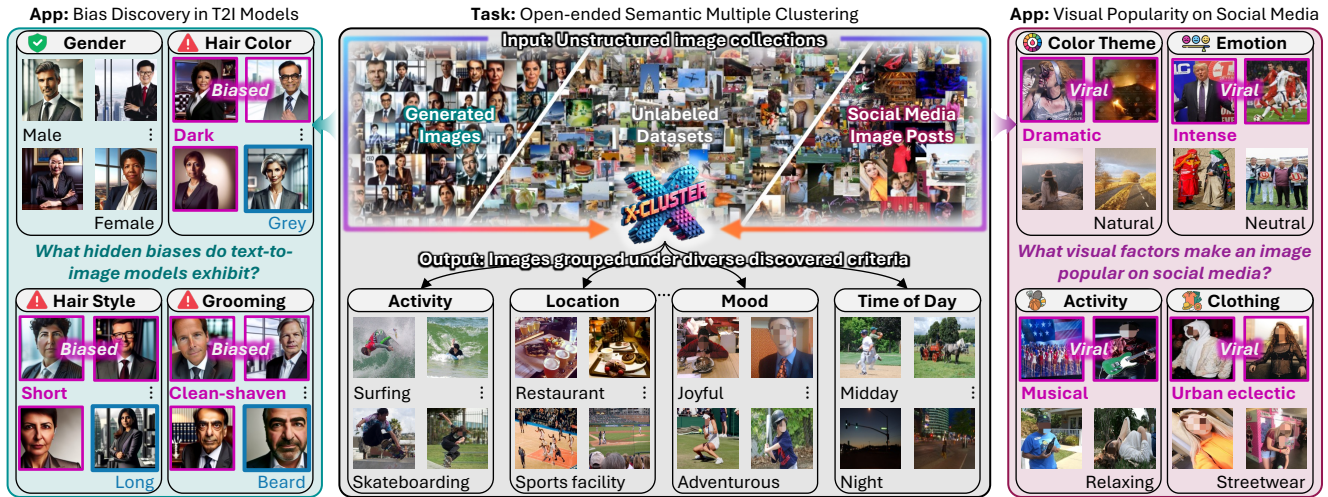 App: Bias Discovery in T2I Models
Gender
Hair Color
Biased
Male
Dark
Female
Grey
What hidden biases do text-to-
image models exhibit?
Hair Style
Grooming
Biased
Biased
Short
Clean-shaven
Long
Beard
Task: Open-ended Semantic Multiple Clustering
Input: Unstructured image collections
Generated
Images
Unlabeled
Datasets
Social Media
Image Posts
X-CLUSTER
Output: Images grouped under diverse discovered criteria
Activity
Location
...
Mood
Time of Day
Surfing
Restaurant
Joyful
Midday
Skateboarding
Sports facility
Adventurous
Night
App: Visual Popularity on Social Media
Color Theme
Emotion
Viral
Viral
Dramatic
Intense
Natural
Neutral
What visual factors make an image
popular on social media?
Activity
Clothing
Viral
Viral
Musical
Urban eclectic
Relaxing
Streetwear